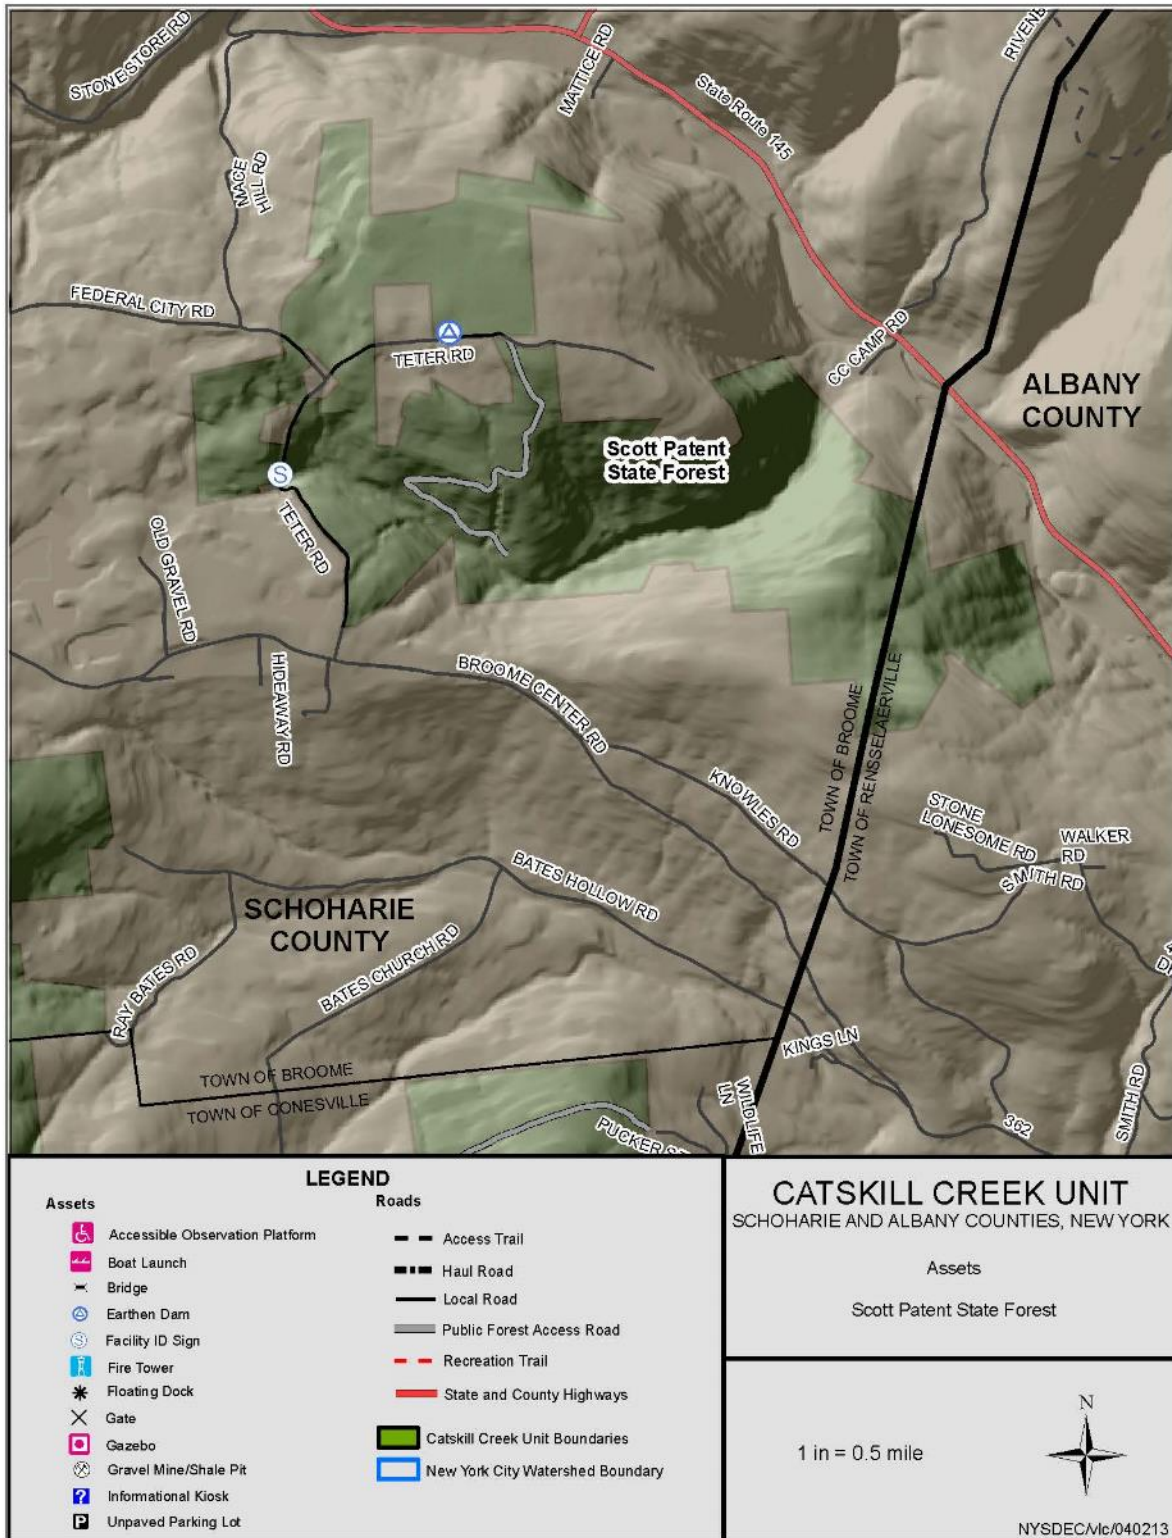 STONE STORE RD
MATTICE RD
RIVENB
State Route 145
MACE
HILL RD
FEDERAL CITY RD
TETER RD
CC CAMP RD
ALBANY
COUNTY
Scott Patent
State Forest
S
TETER RD
OLD GRAVEL RD
HIDEAWAY RD
BROOME CENTER RD
TOWN OF BROOME
TOWN OF RENSSELAERVILLE
KNOWLES RD
STONE
LONESOME RD
WALKER
RD
SMITH RD
BATES HOLLOW RD
SCHOHARIE
COUNTY
BATES CHURCH RD
RAY BATES RD
KINGS LN
TOWN OF BROOME
TOWN OF CONESVILLE
WILDLIFE
LN
PUCKER
362
SMITH RD
LEGEND
Assets
Accessible Observation Platform
Boat Launch
Bridge
Earthen Dam
S Facility ID Sign
Fire Tower
Floating Dock
Gate
Gazebo
Gravel Mine/Shale Pit
? Informational Kiosk
P Unpaved Parking Lot
Roads
Access Trail
Haul Road
Local Road
Public Forest Access Road
Recreation Trail
State and County Highways
Catskill Creek Unit Boundaries
New York City Watershed Boundary
CATSKILL CREEK UNIT
SCHOHARIE AND ALBANY COUNTIES, NEW YORK
Assets
Scott Patent State Forest
1 in = 0.5 mile
N
NYSDEC/vlc/040213